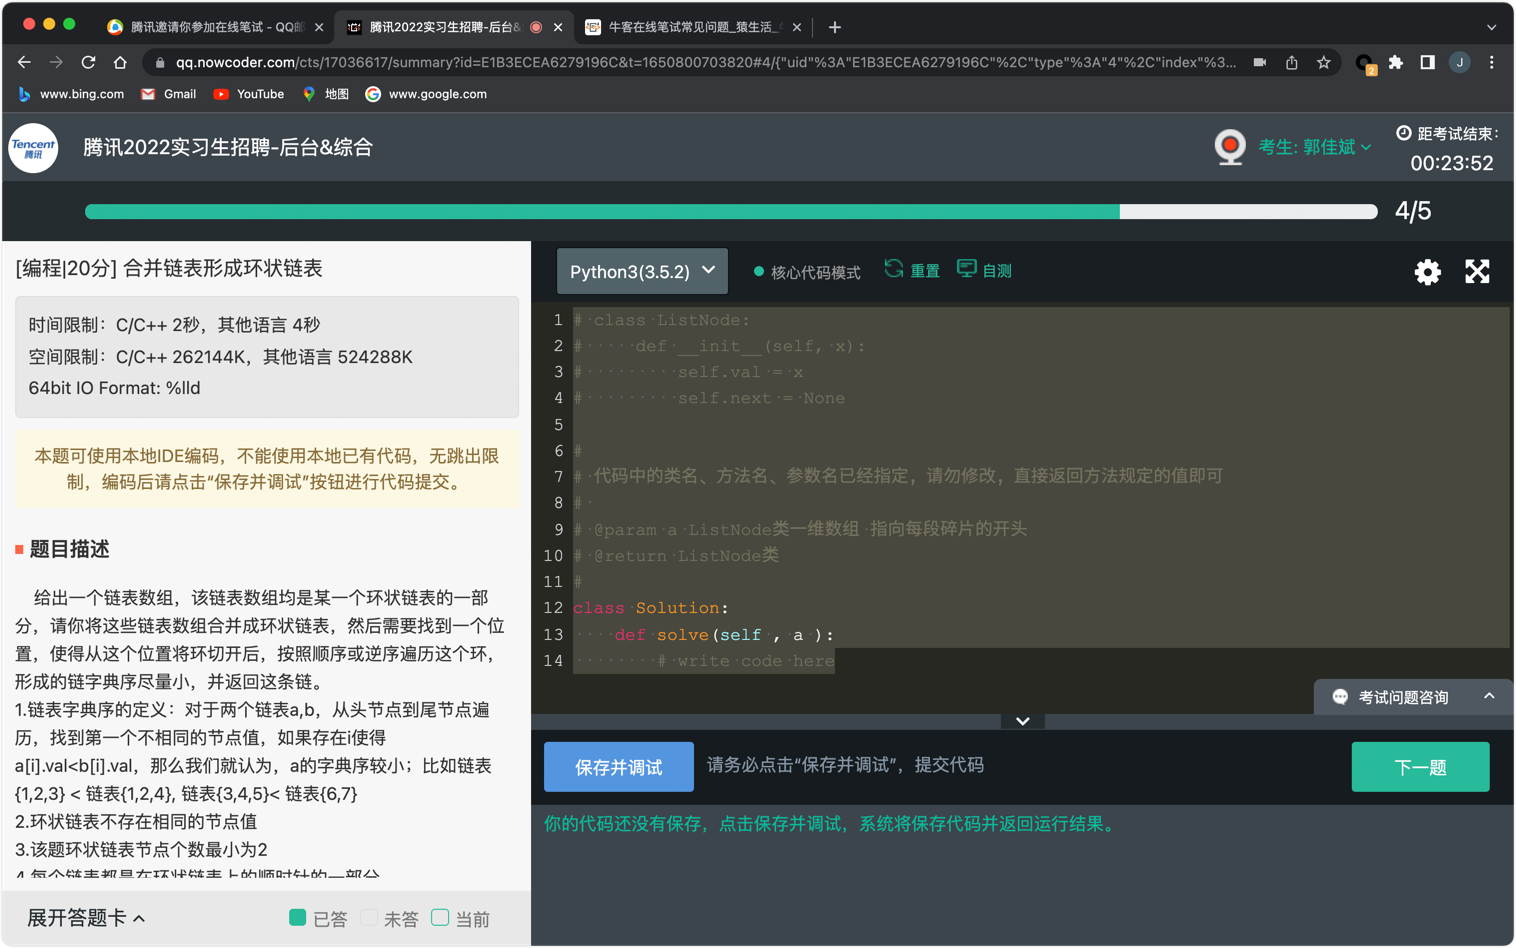 腾讯邀请你参加在线笔试 - QQ邮
腾讯2022实习生招聘-后台&
牛客在线笔试常见问题_猿生活_
qq.nowcoder.com/cts/17036617/summary?id=E1B3ECEA6279196C&t=1650800703820#4/{"uid"%3A"E1B3ECEA6279196C"%2C"type"%3A"4"%2C"index"%3...
2
J
www.bing.com
Gmail
YouTube
地图
www.google.com
Tencent
腾讯
腾讯2022实习生招聘-后台&综合
考生: 郭佳斌
距考试结束：
00:23:52
4/5
[编程|20分] 合并链表形成环状链表
时间限制：C/C++ 2秒，其他语言 4秒
空间限制：C/C++ 262144K，其他语言 524288K
64bit IO Format: %lld
本题可使用本地IDE编码，不能使用本地已有代码，无跳出限
制，编码后请点击“保存并调试”按钮进行代码提交。
题目描述
给出一个链表数组，该链表数组均是某一个环状链表的一部
分，请你将这些链表数组合并成环状链表，然后需要找到一个位
置，使得从这个位置将环切开后，按照顺序或逆序遍历这个环，
形成的链字典序尽量小，并返回这条链。
1.链表字典序的定义：对于两个链表a,b，从头节点到尾节点遍
历，找到第一个不相同的节点值，如果存在i使得
a[i].val<b[i].val，那么我们就认为，a的字典序较小；比如链表
{1,2,3} < 链表{1,2,4}, 链表{3,4,5}< 链表{6,7}
2.环状链表不存在相同的节点值
3.该题环状链表节点个数最小为2
4.每个链表都是在环状链表上的顺时针的一部分
展开答题卡
已答
未答
当前
Python3(3.5.2)
核心代码模式
重置
自测
1 # class ListNode:
2 #     def __init__(self, x):
3 #         self.val = x
4 #         self.next = None
5
6 #
7 # 代码中的类名、方法名、参数名已经指定，请勿修改，直接返回方法规定的值即可
8 #
9 # @param a ListNode类一维数组 指向每段碎片的开头
10 # @return ListNode类
11 #
12 class Solution:
13     def solve(self , a ):
14         # write code here
考试问题咨询
保存并调试
请务必点击“保存并调试”，提交代码
下一题
你的代码还没有保存，点击保存并调试，系统将保存代码并返回运行结果。